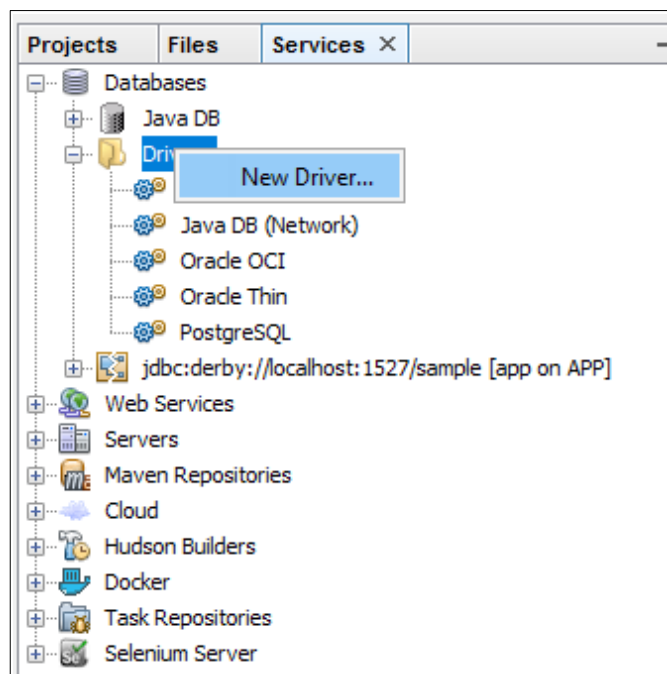 Projects Files Services
Databases
Java DB
New Driver...
Java DB (Network)
Oracle OCI
Oracle Thin
PostgreSQL
jdbc:derby://localhost:1527/sample [app on APP]
Web Services
Servers
Maven Repositories
Cloud
Hudson Builders
Docker
Task Repositories
Selenium Server